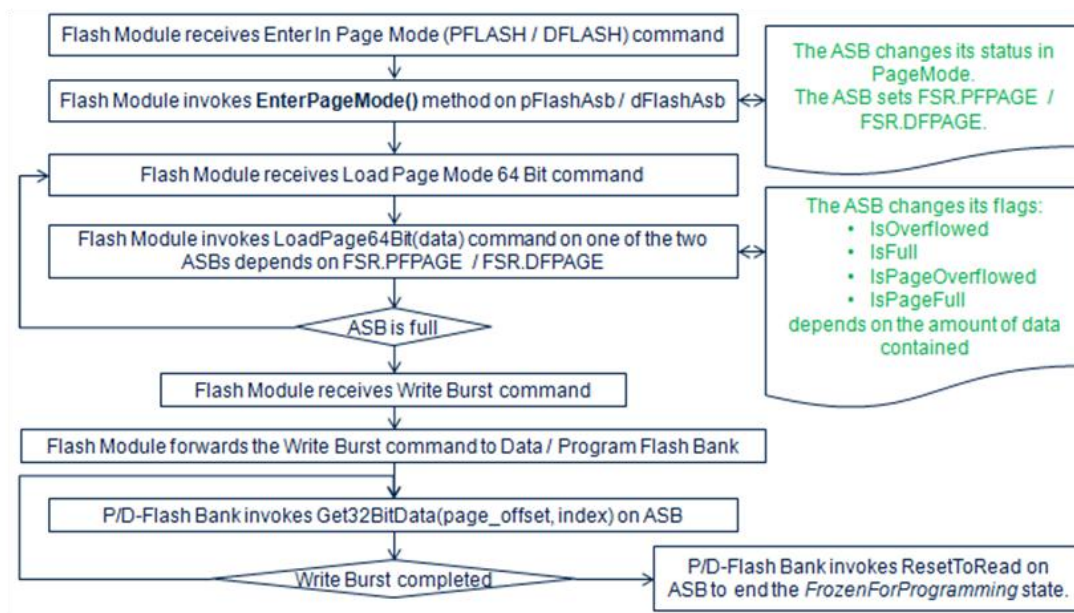 Flash Module receives Enter In Page Mode (PFLASH / DFLASH) command
Flash Module invokes EnterPageMode() method on pFlashAsb / dFlashAsb
The ASB changes its status in
PageMode.
The ASB sets FSR.PFPAGE /
FSR.DFPAGE.
Flash Module receives Load Page Mode 64 Bit command
Flash Module invokes LoadPage64Bit(data) command on one of the two
ASBs depends on FSR.PFPAGE / FSR.DFPAGE
The ASB changes its flags:
• IsOverflowed
• IsFull
• IsPageOverflowed
• IsPageFull
depends on the amount of data
contained
ASB is full
Flash Module receives Write Burst command
Flash Module forwards the Write Burst command to Data / Program Flash Bank
P/D-Flash Bank invokes Get32BitData(page_offset, index) on ASB
Write Burst completed
P/D-Flash Bank invokes ResetToRead on
ASB to end the FrozenForProgramming state.